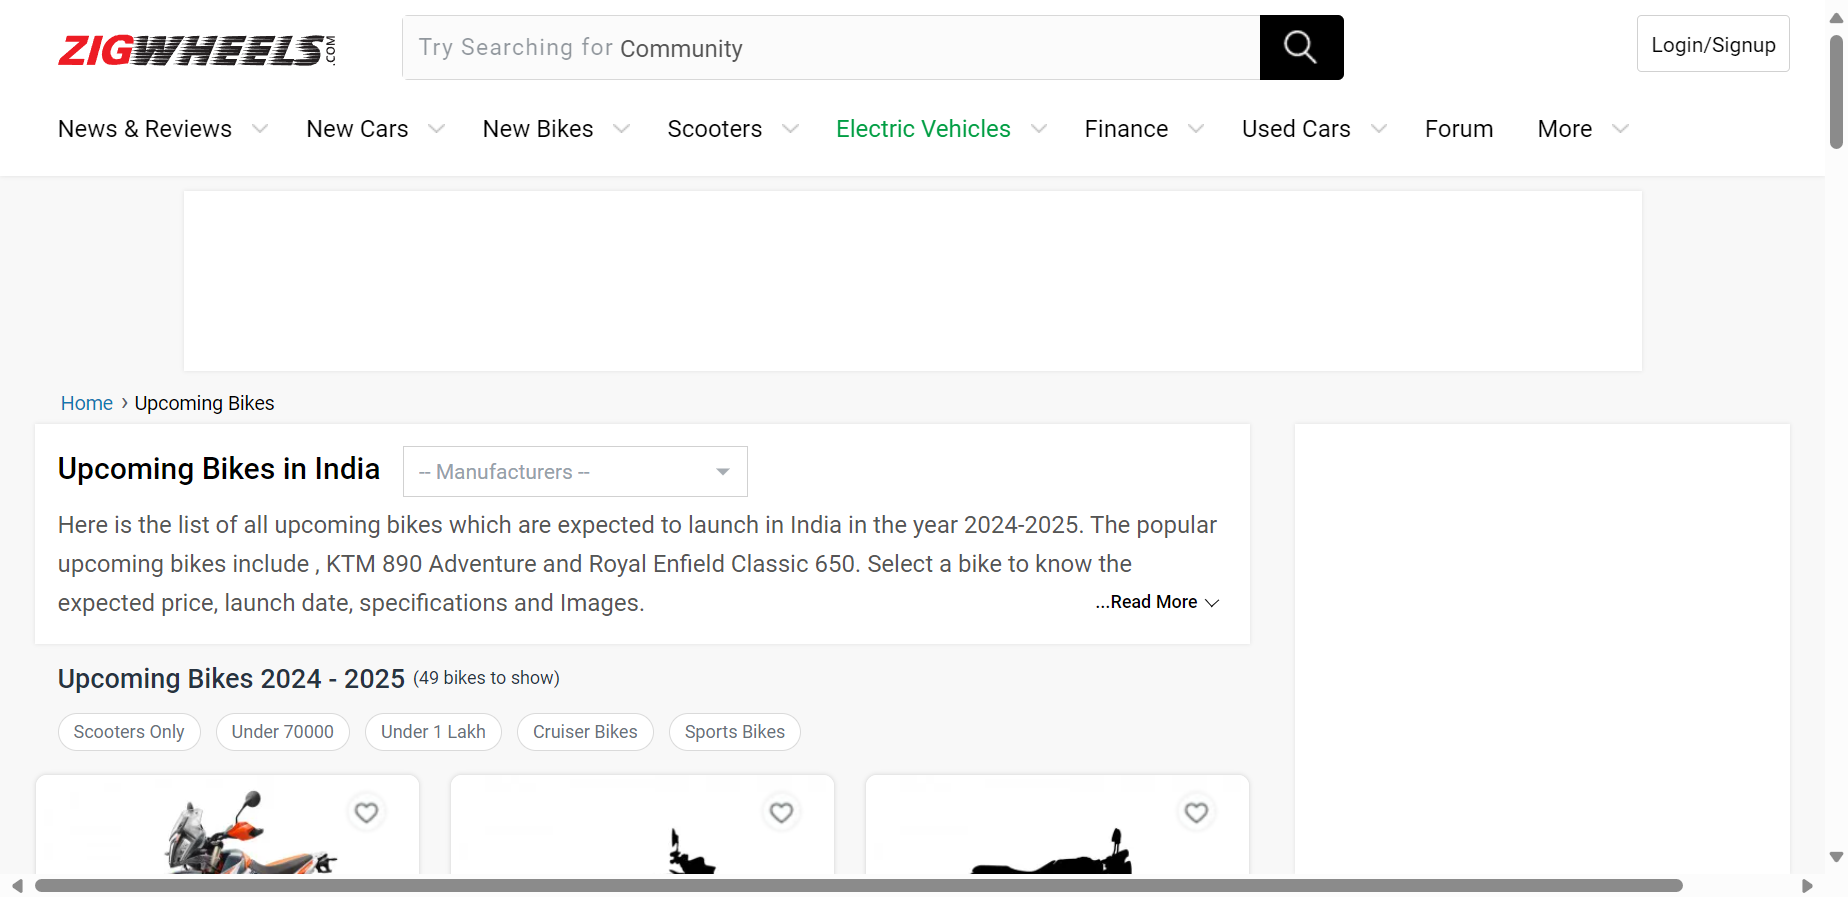 ZIGWHEELS.COM
Try Searching for Community
Login/Signup
News & Reviews New Cars New Bikes Scooters Electric Vehicles Finance Used Cars Forum More
Home › Upcoming Bikes
Upcoming Bikes in India
-- Manufacturers --
Here is the list of all upcoming bikes which are expected to launch in India in the year 2024-2025. The popular
upcoming bikes include , KTM 890 Adventure and Royal Enfield Classic 650. Select a bike to know the
expected price, launch date, specifications and Images.
...Read More
Upcoming Bikes 2024 - 2025 (49 bikes to show)
Scooters Only Under 70000 Under 1 Lakh Cruiser Bikes Sports Bikes